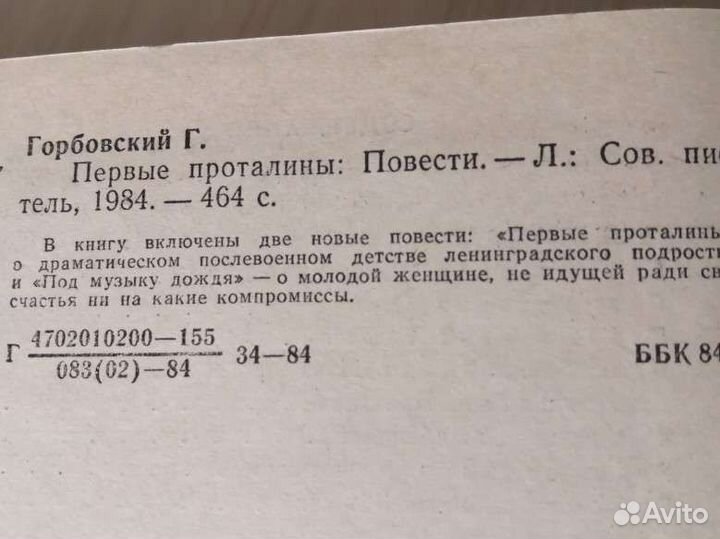 Горбовский Г.
Первые проталины: Повести. — Л.: Сов. пис
тель, 1984. — 464 с.
В книгу включены две новые повести: «Первые проталины
о драматическом послевоенном детстве ленинградского подрост
и «Под музыку дождя» — о молодой женщине, не идущей ради св
счастья ни на какие компромиссы.
Г 4702010200—155
083(02)—84 34—84 ББК 84
Avito